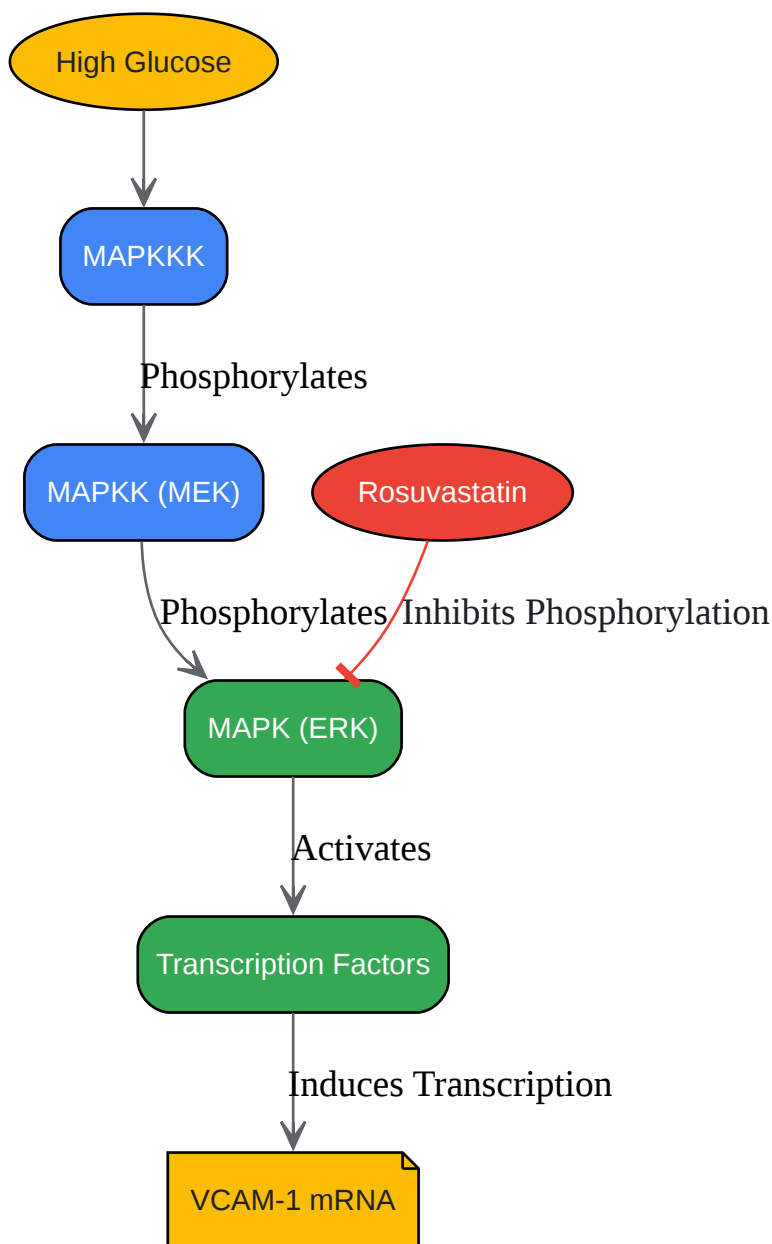 High Glucose
MAPKKK
Phosphorylates
MAPKK (MEK)
Rosuvastatin
Phosphorylates
Inhibits Phosphorylation
MAPK (ERK)
Activates
Transcription Factors
Induces Transcription
VCAM-1 mRNA